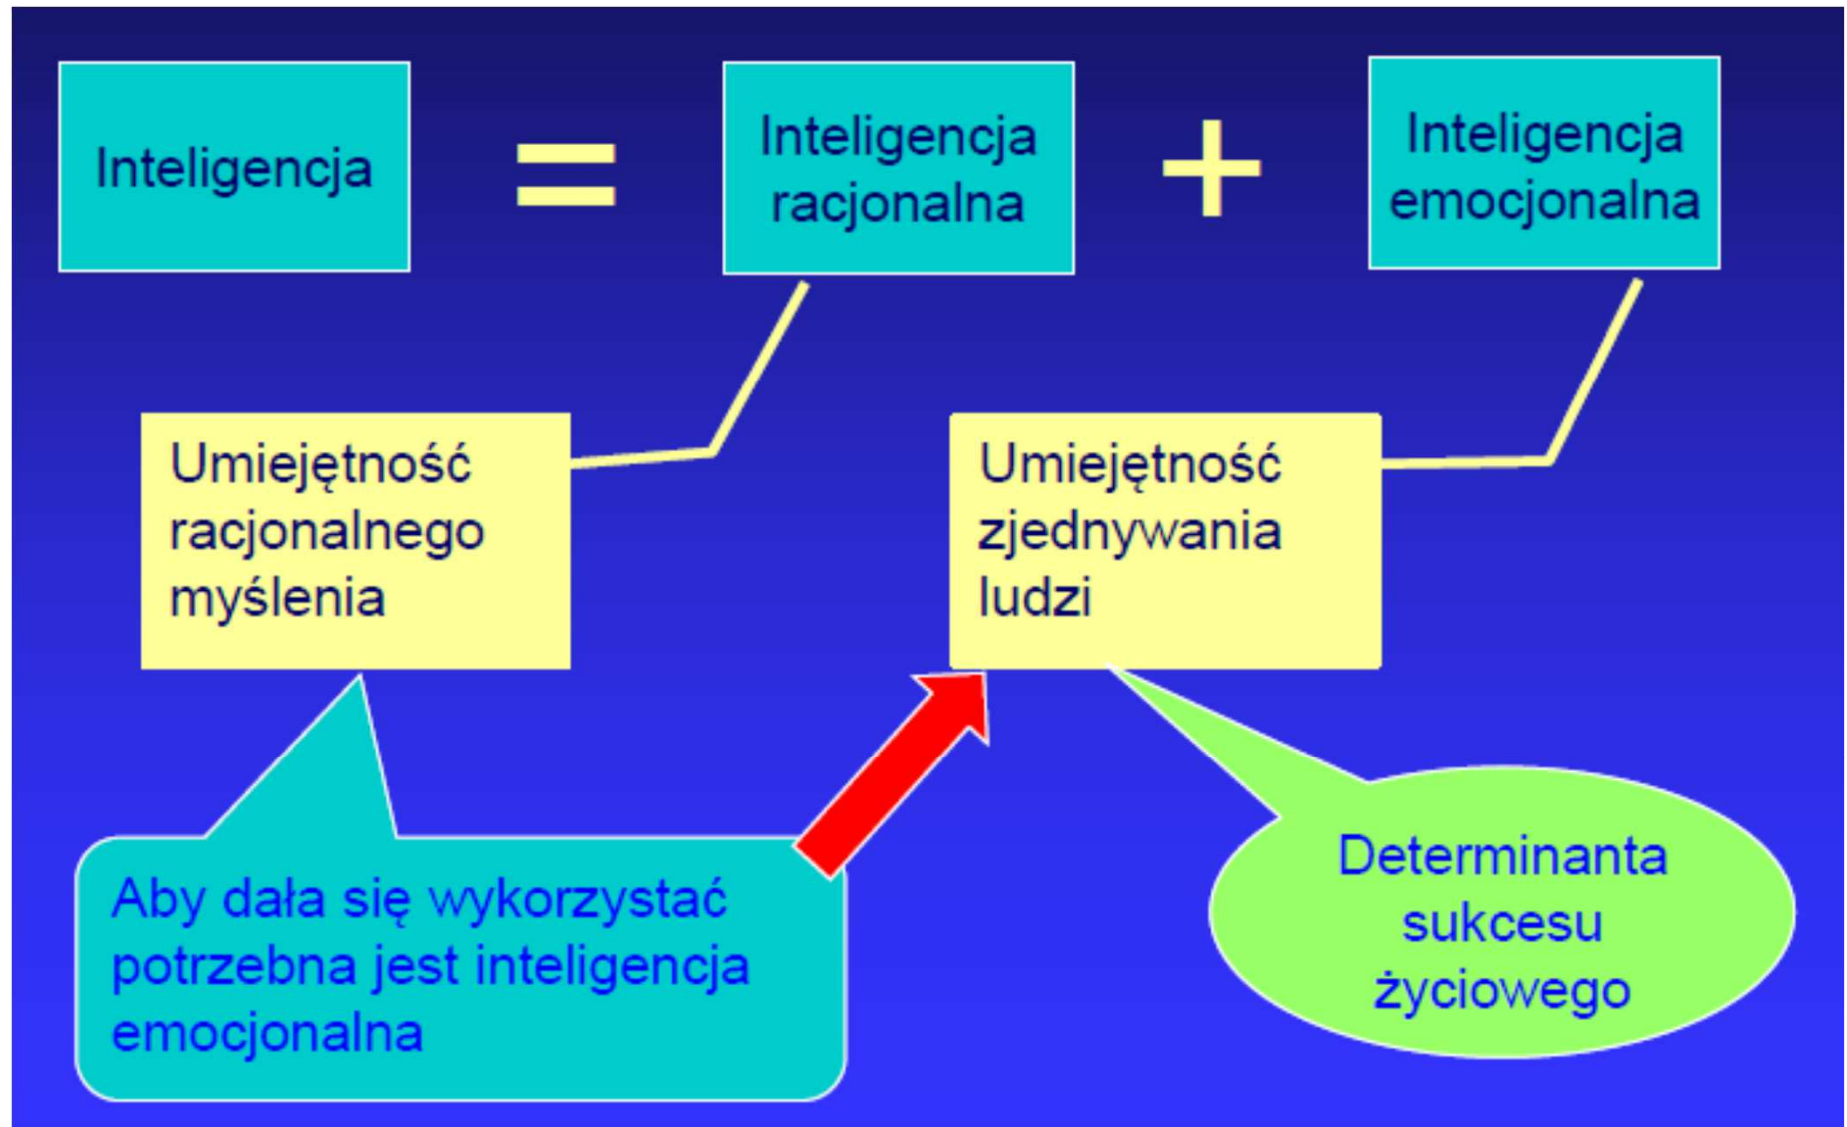 Inteligencja
=
Inteligencja
racjonalna
+
Inteligencja
emocjonalna
Umiejętność
racjonalnego
myślenia
Umiejętność
zjednywania
ludzi
Aby dała się wykorzystać
potrzebna jest inteligencja
emocjonalna
Determinanta
sukcesu
życiowego